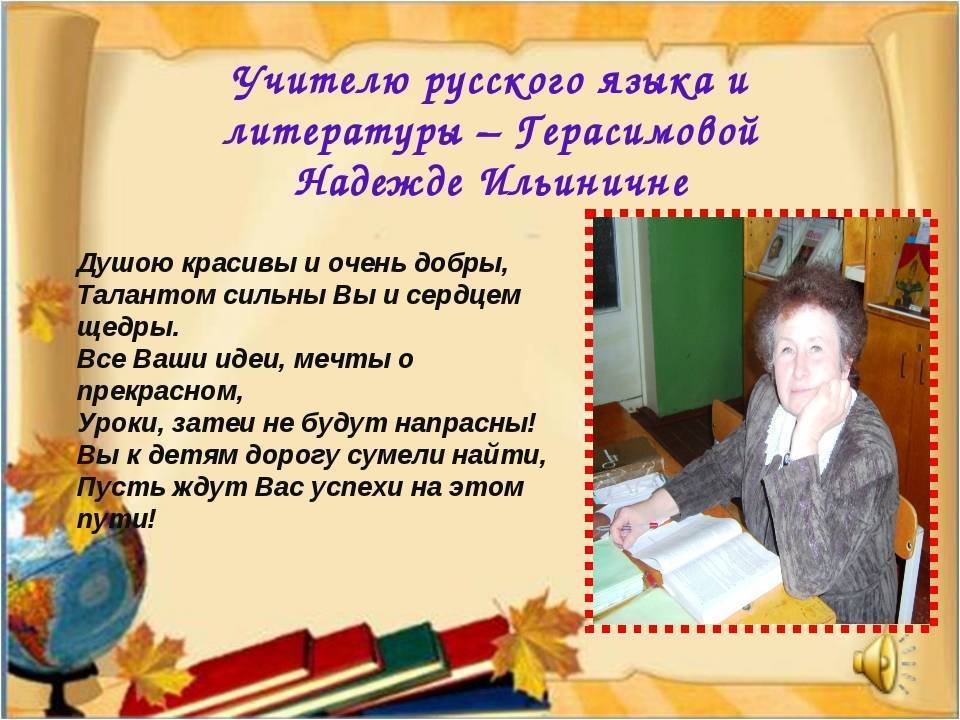 Учителю русского языка и
литературы – Герасимовой
Надежде Ильиничне
Душою красивы и очень добры,
Талантом сильны Вы и сердцем
щедры.
Все Ваши идеи, мечты о
прекрасном,
Уроки, затеи не будут напрасны!
Вы к детям дорогу сумели найти,
Пусть ждут Вас успехи на этом
пути!